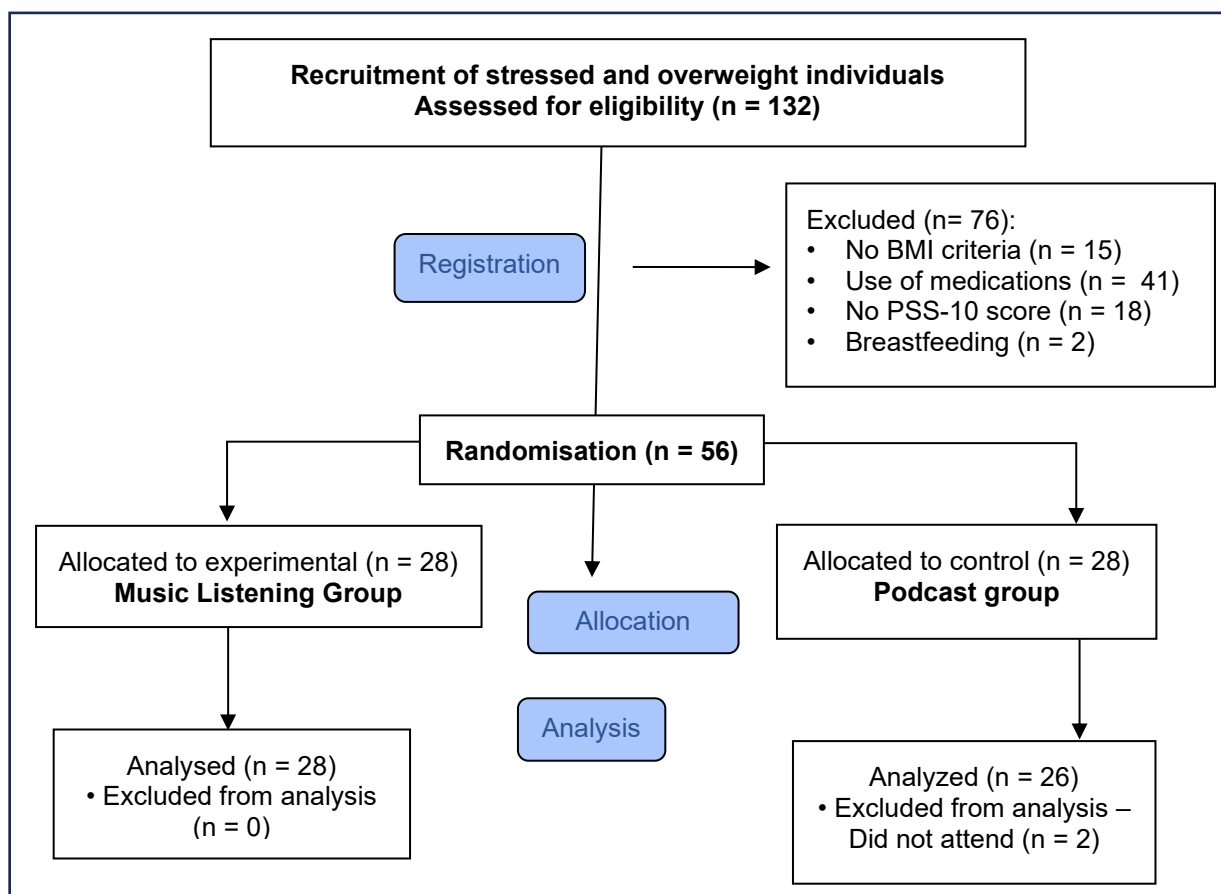 Recruitment of stressed and overweight individuals
Assessed for eligibility (n = 132)
Registration
Excluded (n= 76):
• No BMI criteria (n = 15)
• Use of medications (n =  41)
• No PSS-10 score (n = 18)
• Breastfeeding (n = 2)
Randomisation (n = 56)
Allocated to experimental (n = 28)
Music Listening Group
Allocated to control (n = 28)
Podcast group
Allocation
Analysis
Analysed (n = 28)
• Excluded from analysis
(n = 0)
Analyzed (n = 26)
• Excluded from analysis –
Did not attend (n = 2)